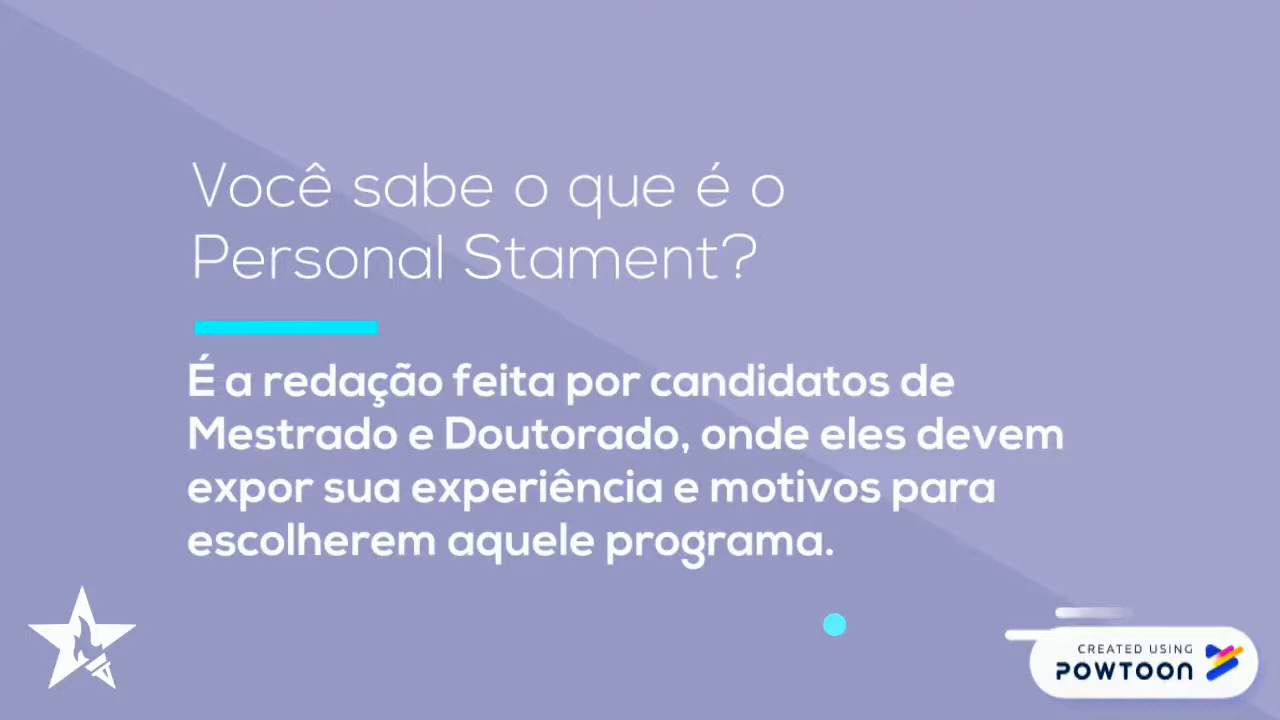 Você sabe o que é o
Personal Stament?
É a redação feita por candidatos de
Mestrado e Doutorado, onde eles devem
expor sua experiência e motivos para
escolherem aquele programa.
CREATED USING
POWTOON